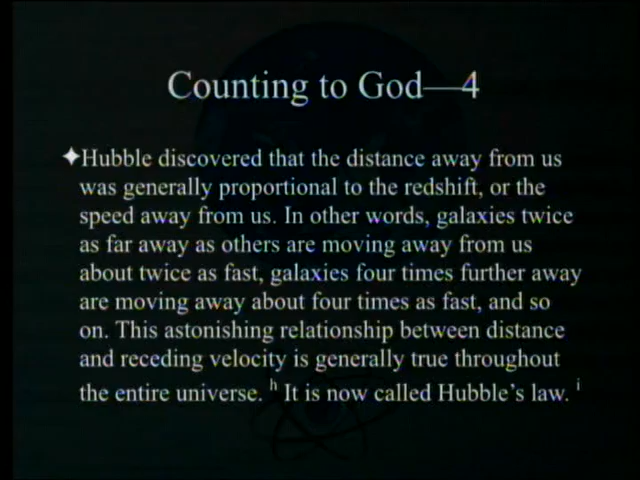 Counting to God—4
✦Hubble discovered that the distance away from us
was generally proportional to the redshift, or the
speed away from us. In other words, galaxies twice
as far away as others are moving away from us
about twice as fast, galaxies four times further away
are moving away about four times as fast, and so
on. This astonishing relationship between distance
and receding velocity is generally true throughout
the entire universe. h It is now called Hubble's law. i